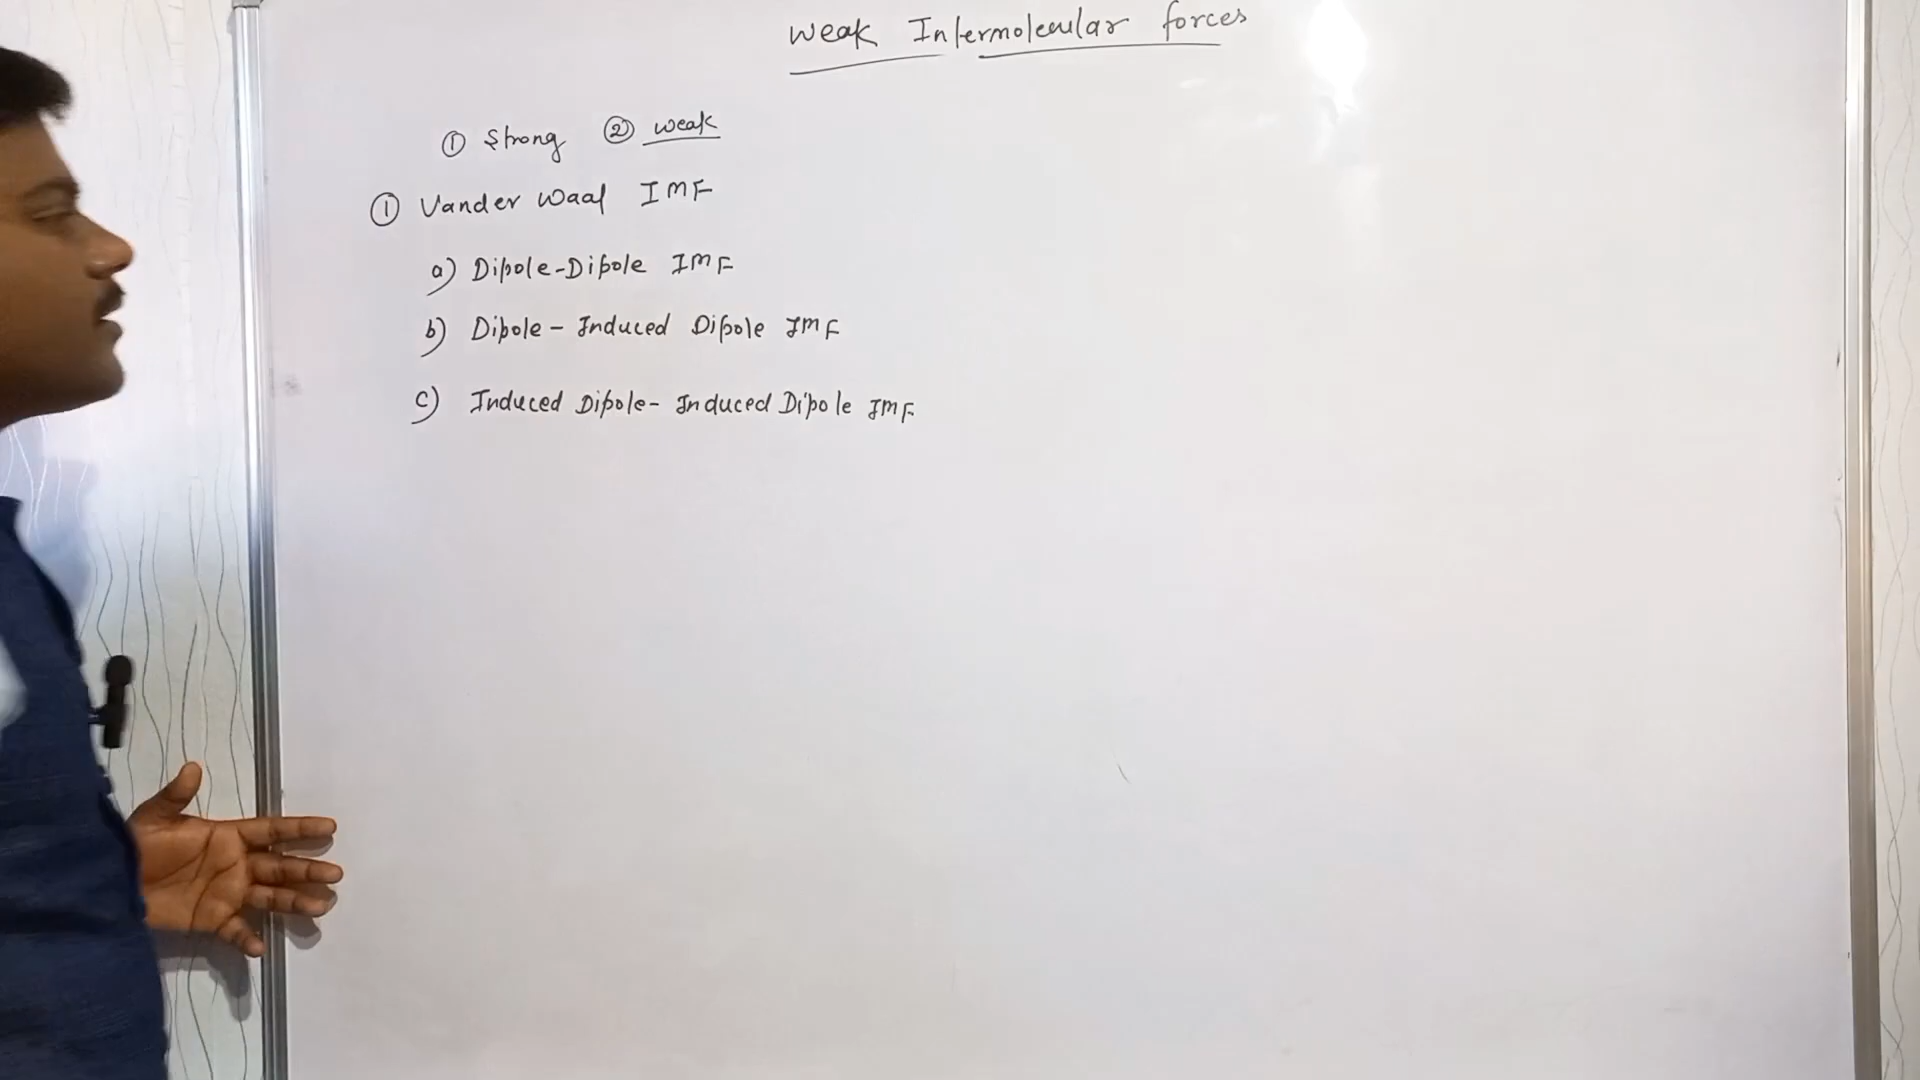 Weak Intermolecular forces
① Strong ② weak
① Vander Waal IMF
a) Dipole-Dipole IMF
b) Dipole - Induced Dipole IMF
c) Induced Dipole - Induced Dipole IMF